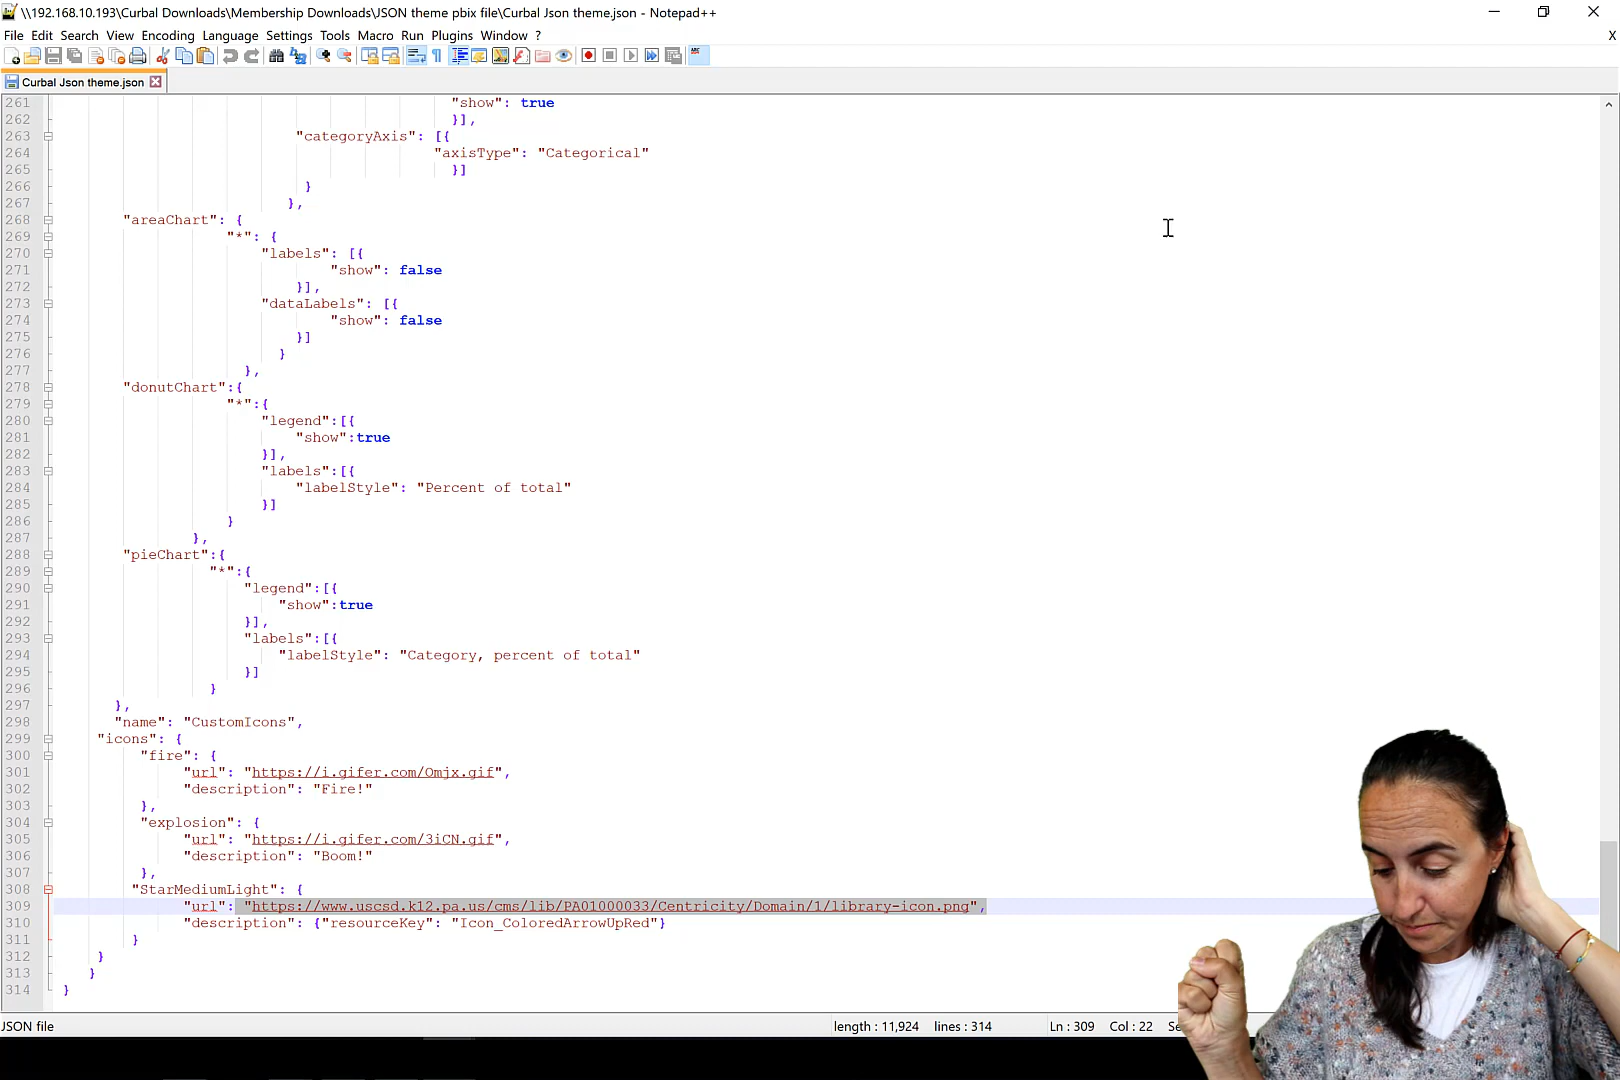 \\192.168.10.193\Curbal Downloads\Membership Downloads\JSON theme pbix file\Curbal Json theme.json - Notepad++
File Edit Search View Encoding Language Settings Tools Macro Run Plugins Window ? X
Curbal Json theme.json
261 "show": true
262 }],
263 "categoryAxis": [{
264 "axisType": "Categorical"
265 }]
266 }
267 },
268 "areaChart": {
269 "*": {
270 "labels": [{
271 "show": false
272 }],
273 "dataLabels": [{
274 "show": false
275 }]
276 }
277 },
278 "donutChart":{
279 "*":{
280 "legend":[{
281 "show":true
282 }],
283 "labels":[{
284 "labelStyle": "Percent of total"
285 }]
286 }
287 },
288 "pieChart":{
289 "*":{
290 "legend":[{
291 "show":true
292 }],
293 "labels":[{
294 "labelStyle": "Category, percent of total"
295 }]
296 }
297 },
298 "name": "CustomIcons",
299 "icons": {
300 "fire": {
301 "url": "https://i.gifer.com/Omjx.gif",
302 "description": "Fire!"
303 },
304 "explosion": {
305 "url": "https://i.gifer.com/3iCN.gif",
306 "description": "Boom!"
307 },
308 "StarMediumLight": {
309 "url": "https://www.uscsd.k12.pa.us/cms/lib/PA01000033/Centricity/Domain/1/library-icon.png",
310 "description": {"resourceKey": "Icon_ColoredArrowUpRed"}
311 }
312 }
313 }
314 }
JSON file length : 11,924 lines : 314 Ln : 309 Col : 22